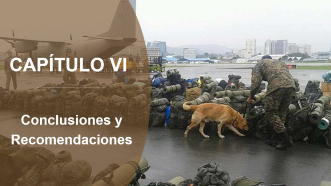 CAPÍTULO VI
Conclusiones y
Recomendaciones